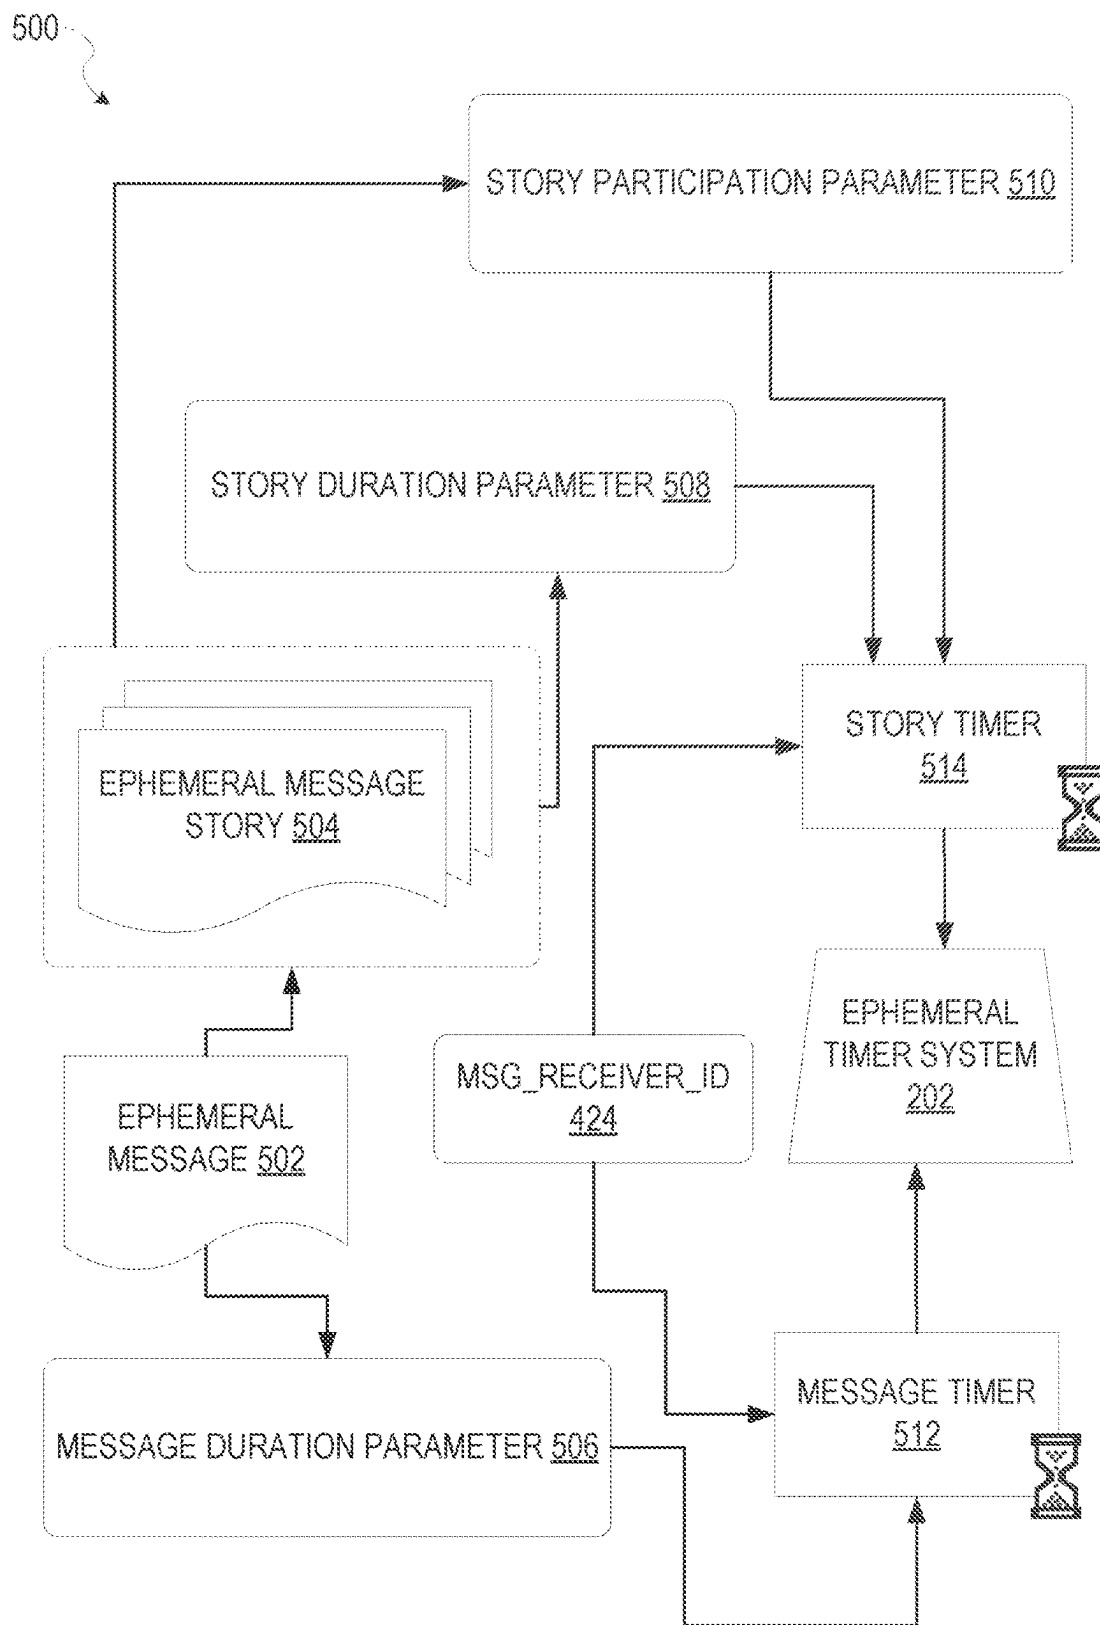 500
STORY PARTICIPATION PARAMETER 510
STORY DURATION PARAMETER 508
STORY TIMER
514
EPHEMERAL MESSAGE
STORY 504
EPHEMERAL
TIMER SYSTEM
202
MSG_RECEIVER_ID
424
EPHEMERAL
MESSAGE 502
MESSAGE TIMER
512
MESSAGE DURATION PARAMETER 506